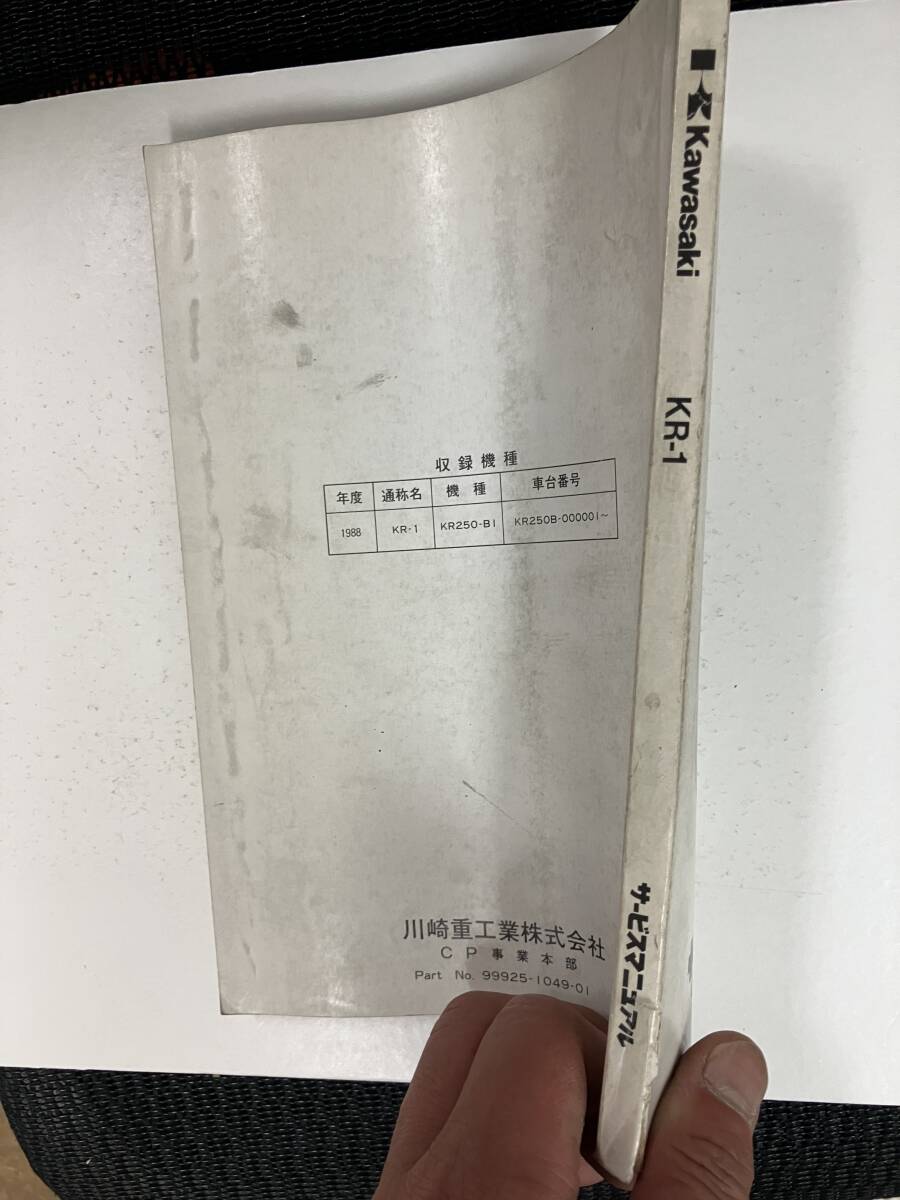 収録機種
年度 通称名 機種 車台番号
1988 KR-1 KR250-B1 KR250B-000001~
川崎重工業株式会社
CP事業本部
Part No. 99925-1049-01
Kawasaki
KR-1
サービスマニュアル